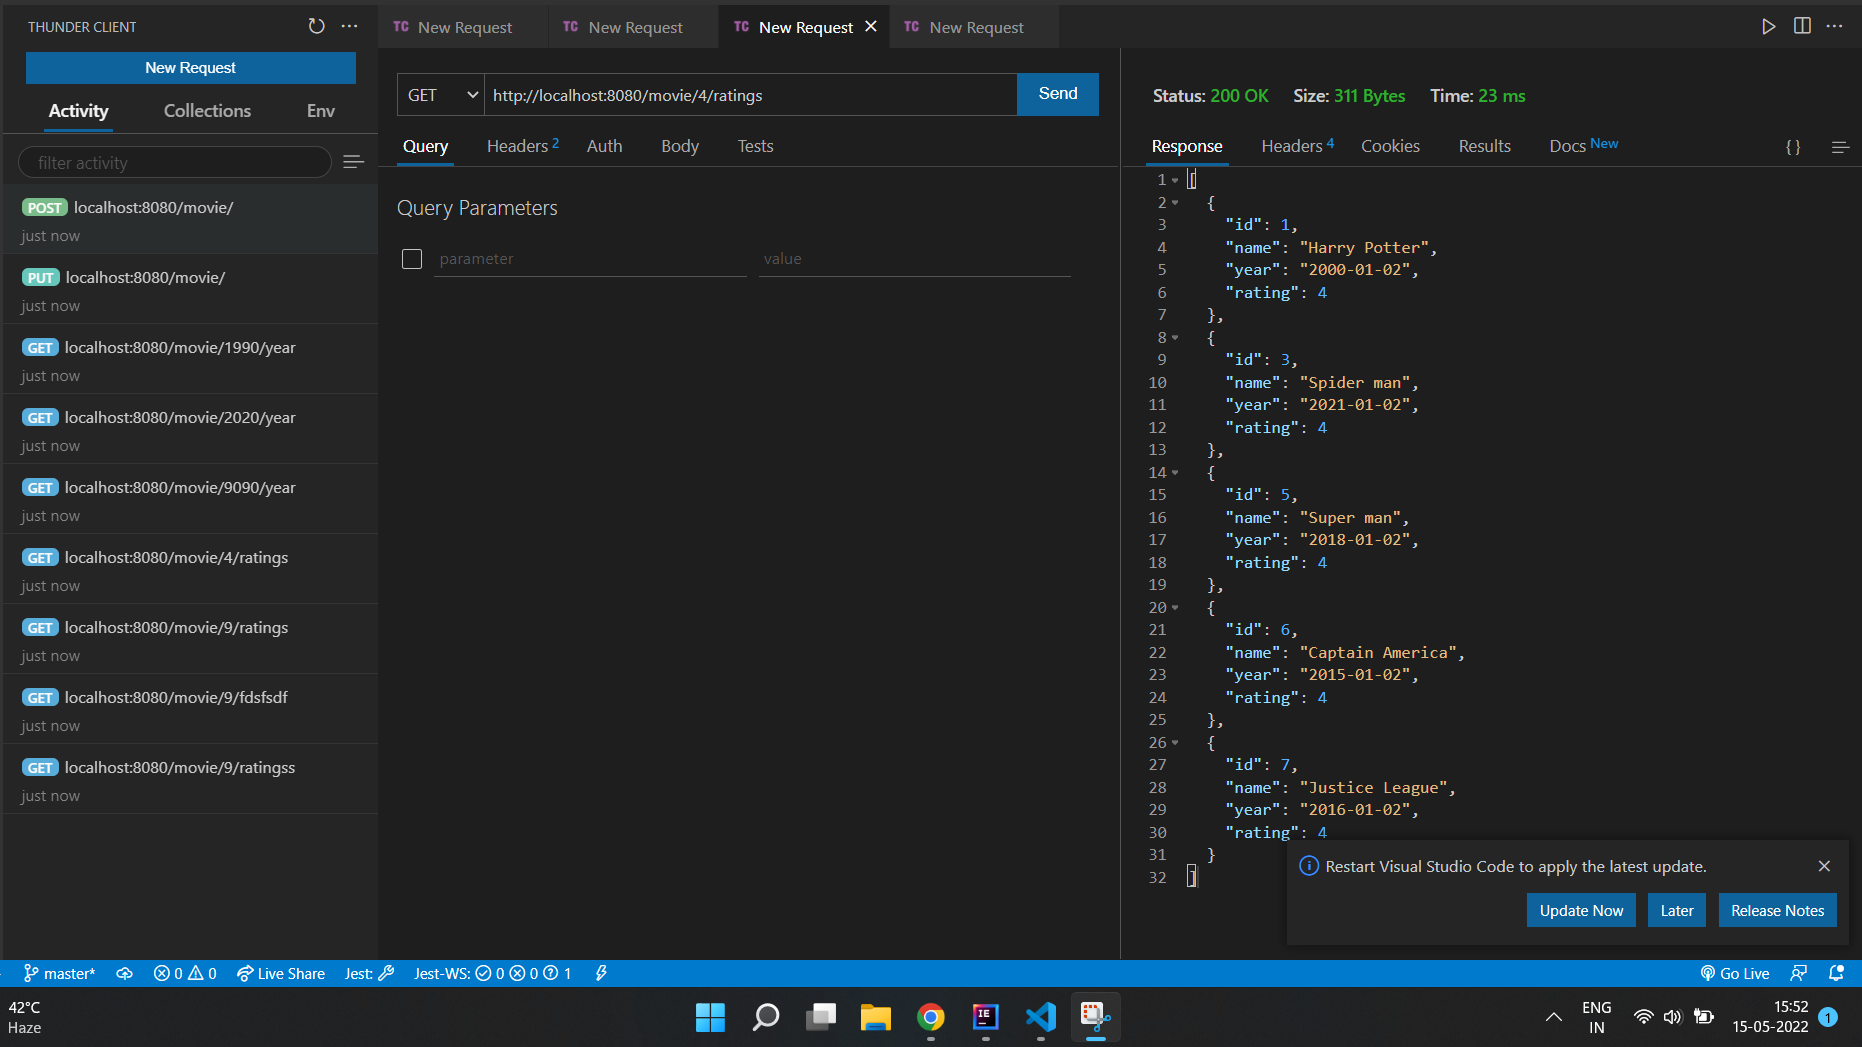 THUNDER CLIENT
New Request
Activity Collections Env
filter activity
POST localhost:8080/movie/
just now
PUT localhost:8080/movie/
just now
GET localhost:8080/movie/1990/year
just now
GET localhost:8080/movie/2020/year
just now
GET localhost:8080/movie/9090/year
just now
GET localhost:8080/movie/4/ratings
just now
GET localhost:8080/movie/9/ratings
just now
GET localhost:8080/movie/9/fdsfsdf
just now
GET localhost:8080/movie/9/ratingss
just now
TC New Request TC New Request TC New Request TC New Request
GET http://localhost:8080/movie/4/ratings Send
Query Headers 2 Auth Body Tests
Query Parameters
parameter value
Status: 200 OK Size: 311 Bytes Time: 23 ms
Response Headers 4 Cookies Results Docs New {}
1 [
2 {
3 "id": 1,
4 "name": "Harry Potter",
5 "year": "2000-01-02",
6 "rating": 4
7 },
8 {
9 "id": 3,
10 "name": "Spider man",
11 "year": "2021-01-02",
12 "rating": 4
13 },
14 {
15 "id": 5,
16 "name": "Super man",
17 "year": "2018-01-02",
18 "rating": 4
19 },
20 {
21 "id": 6,
22 "name": "Captain America",
23 "year": "2015-01-02",
24 "rating": 4
25 },
26 {
27 "id": 7,
28 "name": "Justice League",
29 "year": "2016-01-02",
30 "rating": 4
31 }
32 ]
Restart Visual Studio Code to apply the latest update.
Update Now Later Release Notes
master* 0 0 Live Share Jest: Jest-WS: 0 0 1 Go Live
42°C
Haze
IE
ENG
IN
15:52
15-05-2022
1